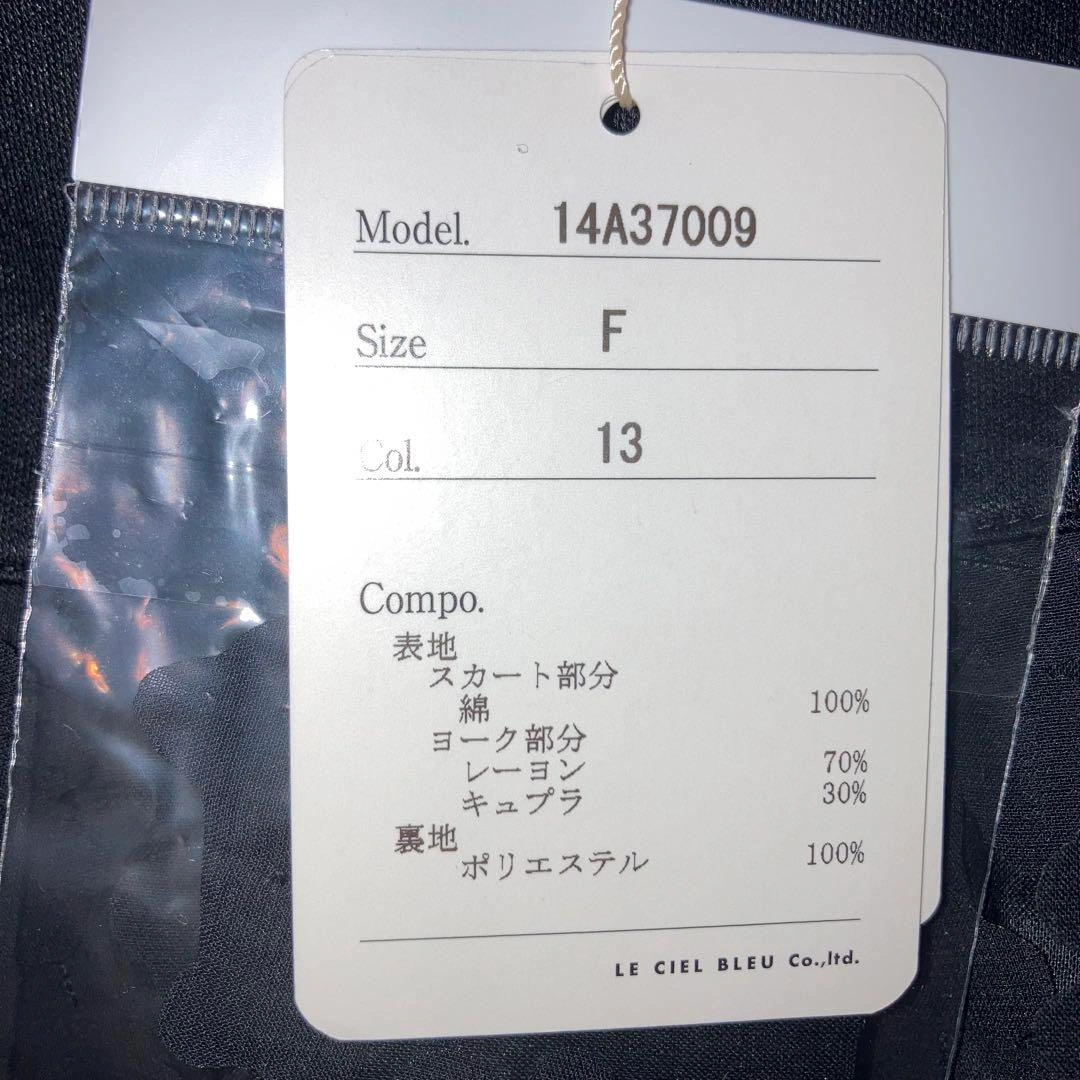 Model. 14A37009
Size F
Col. 13
Compo.
表地
スカート部分
綿 100%
ヨーク部分
レーヨン 70%
キュプラ 30%
裏地
ポリエステル 100%
LE CIEL BLEU Co.,ltd.